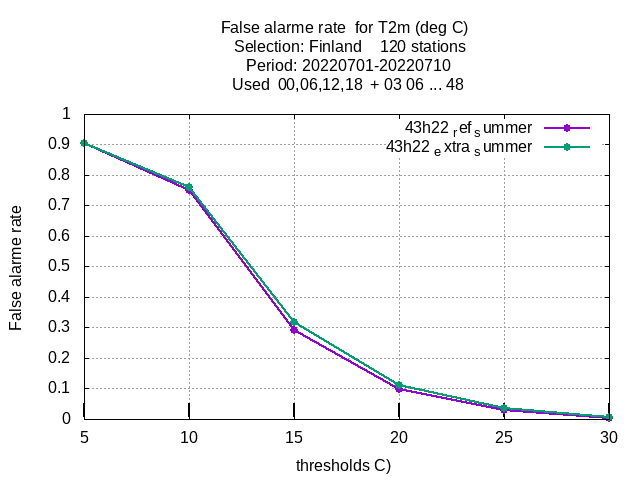 False alarme rate for T2m (deg C)
Selection: Finland 120 stations
Period: 20220701-20220710
Used 00,06,12,18 + 03 06 ... 48
43h22 ref summer
43h22 extra summer
1
0.9
0.8
0.7
0.6
0.5
0.4
0.3
0.2
0.1
0
False alarme rate
5 10 15 20 25 30
thresholds C)